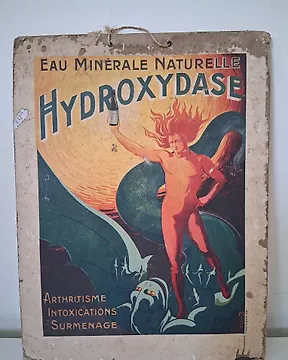 EAU MINÉRALE NATURELLE
HYDROXYDASE
ARTHRITISME
INTOXICATIONS
SURMENAGE